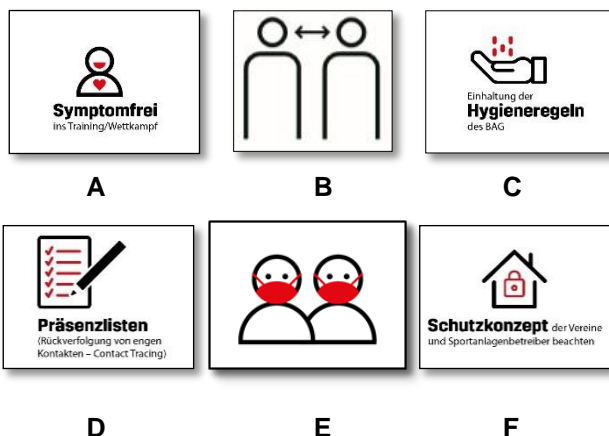 Symptomfrei
ins Training/Wettkampf
Einhaltung der
Hygieneregeln
des BAG
A
B
C
Präsenzlisten
(Rückverfolgung von engen
Kontakten – Contact Tracing)
Schutzkonzept der Vereine
und Sportanlagenbetreiber beachten
D
E
F